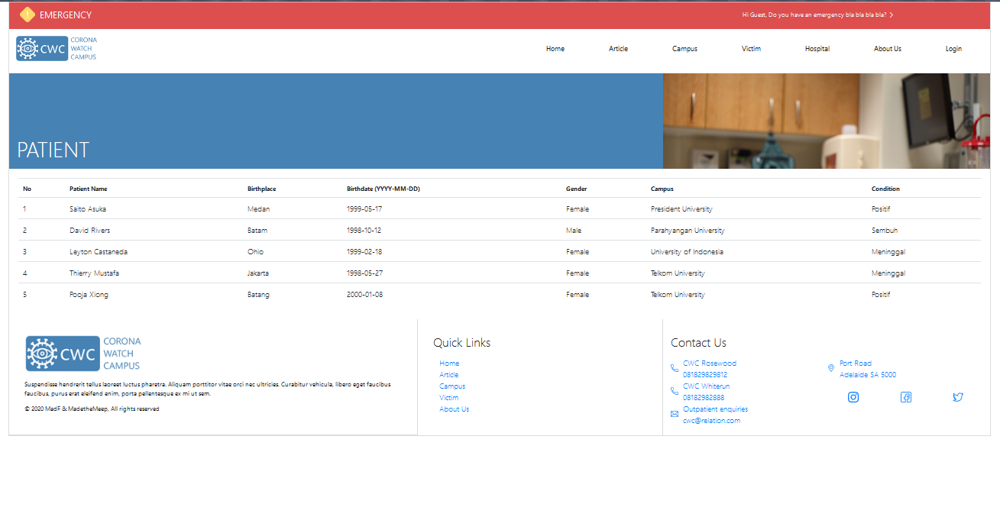 EMERGENCY
Hi Guest, Do you have an emergency bla bla bla bla?
CWC CORONA WATCH CAMPUS
Home Article Campus Victim Hospital About Us Login
PATIENT
No Patient Name Birthplace Birthdate (YYYY-MM-DD) Gender Campus Condition
1 Saito Asuka Medan 1999-05-17 Female President University Positif
2 David Rivers Batam 1998-10-12 Male Parahyangan University Sembuh
3 Leyton Castaneda Ohio 1999-02-18 Female University of Indonesia Meninggal
4 Thierry Mustafa Jakarta 1998-05-27 Female Telkom University Meninggal
5 Pooja Xiong Batang 2000-01-08 Female Telkom University Positif
CWC CORONA WATCH CAMPUS
Suspendisse hendrerit tellus laoreet luctus pharetra. Aliquam porttitor vitae orci nec ultricies. Curabitur vehicula, libero eget faucibus
faucibus, purus erat eleifend enim, porta pellentesque ex mi ut sem.
© 2020 MadF & MadetheMeep, All rights reserved
Quick Links
Home
Article
Campus
Victim
About Us
Contact Us
CWC Rosewood
081829829812
CWC Whiterun
08182982888
Outpatient enquiries
cwc@relation.com
Port Road
Adelaide SA 5000